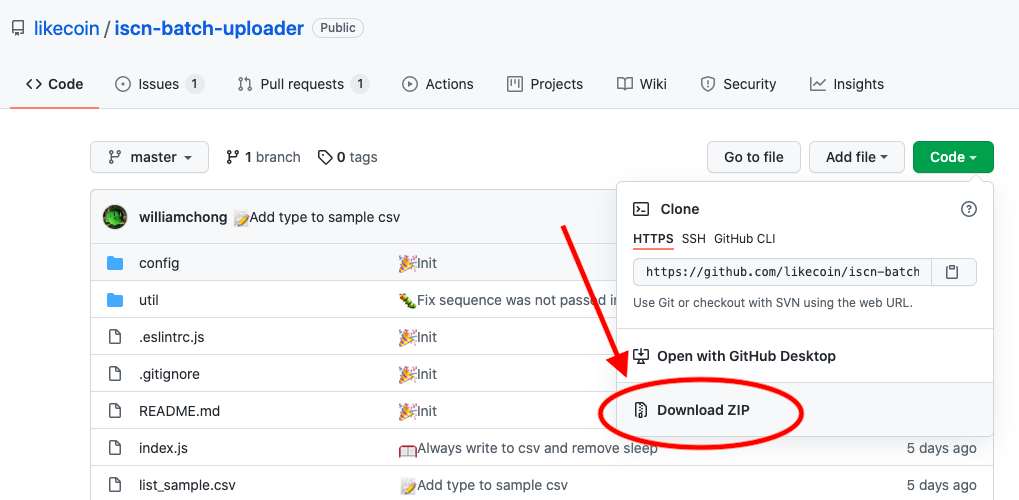 likecoin / iscn-batch-uploader Public
Code Issues 1 Pull requests 1 Actions Projects Wiki Security Insights
master 1 branch 0 tags Go to file Add file Code
williamchong Add type to sample csv
Clone
HTTPS SSH GitHub CLI
https://github.com/likecoin/iscn-batch
Use Git or checkout with SVN using the web URL.
Open with GitHub Desktop
Download ZIP
config Init
util Fix sequence was not passed in
.eslintrc.js Init
.gitignore Init
README.md Init
index.js Always write to csv and remove sleep 5 days ago
list_sample.csv Add type to sample csv 5 days ago